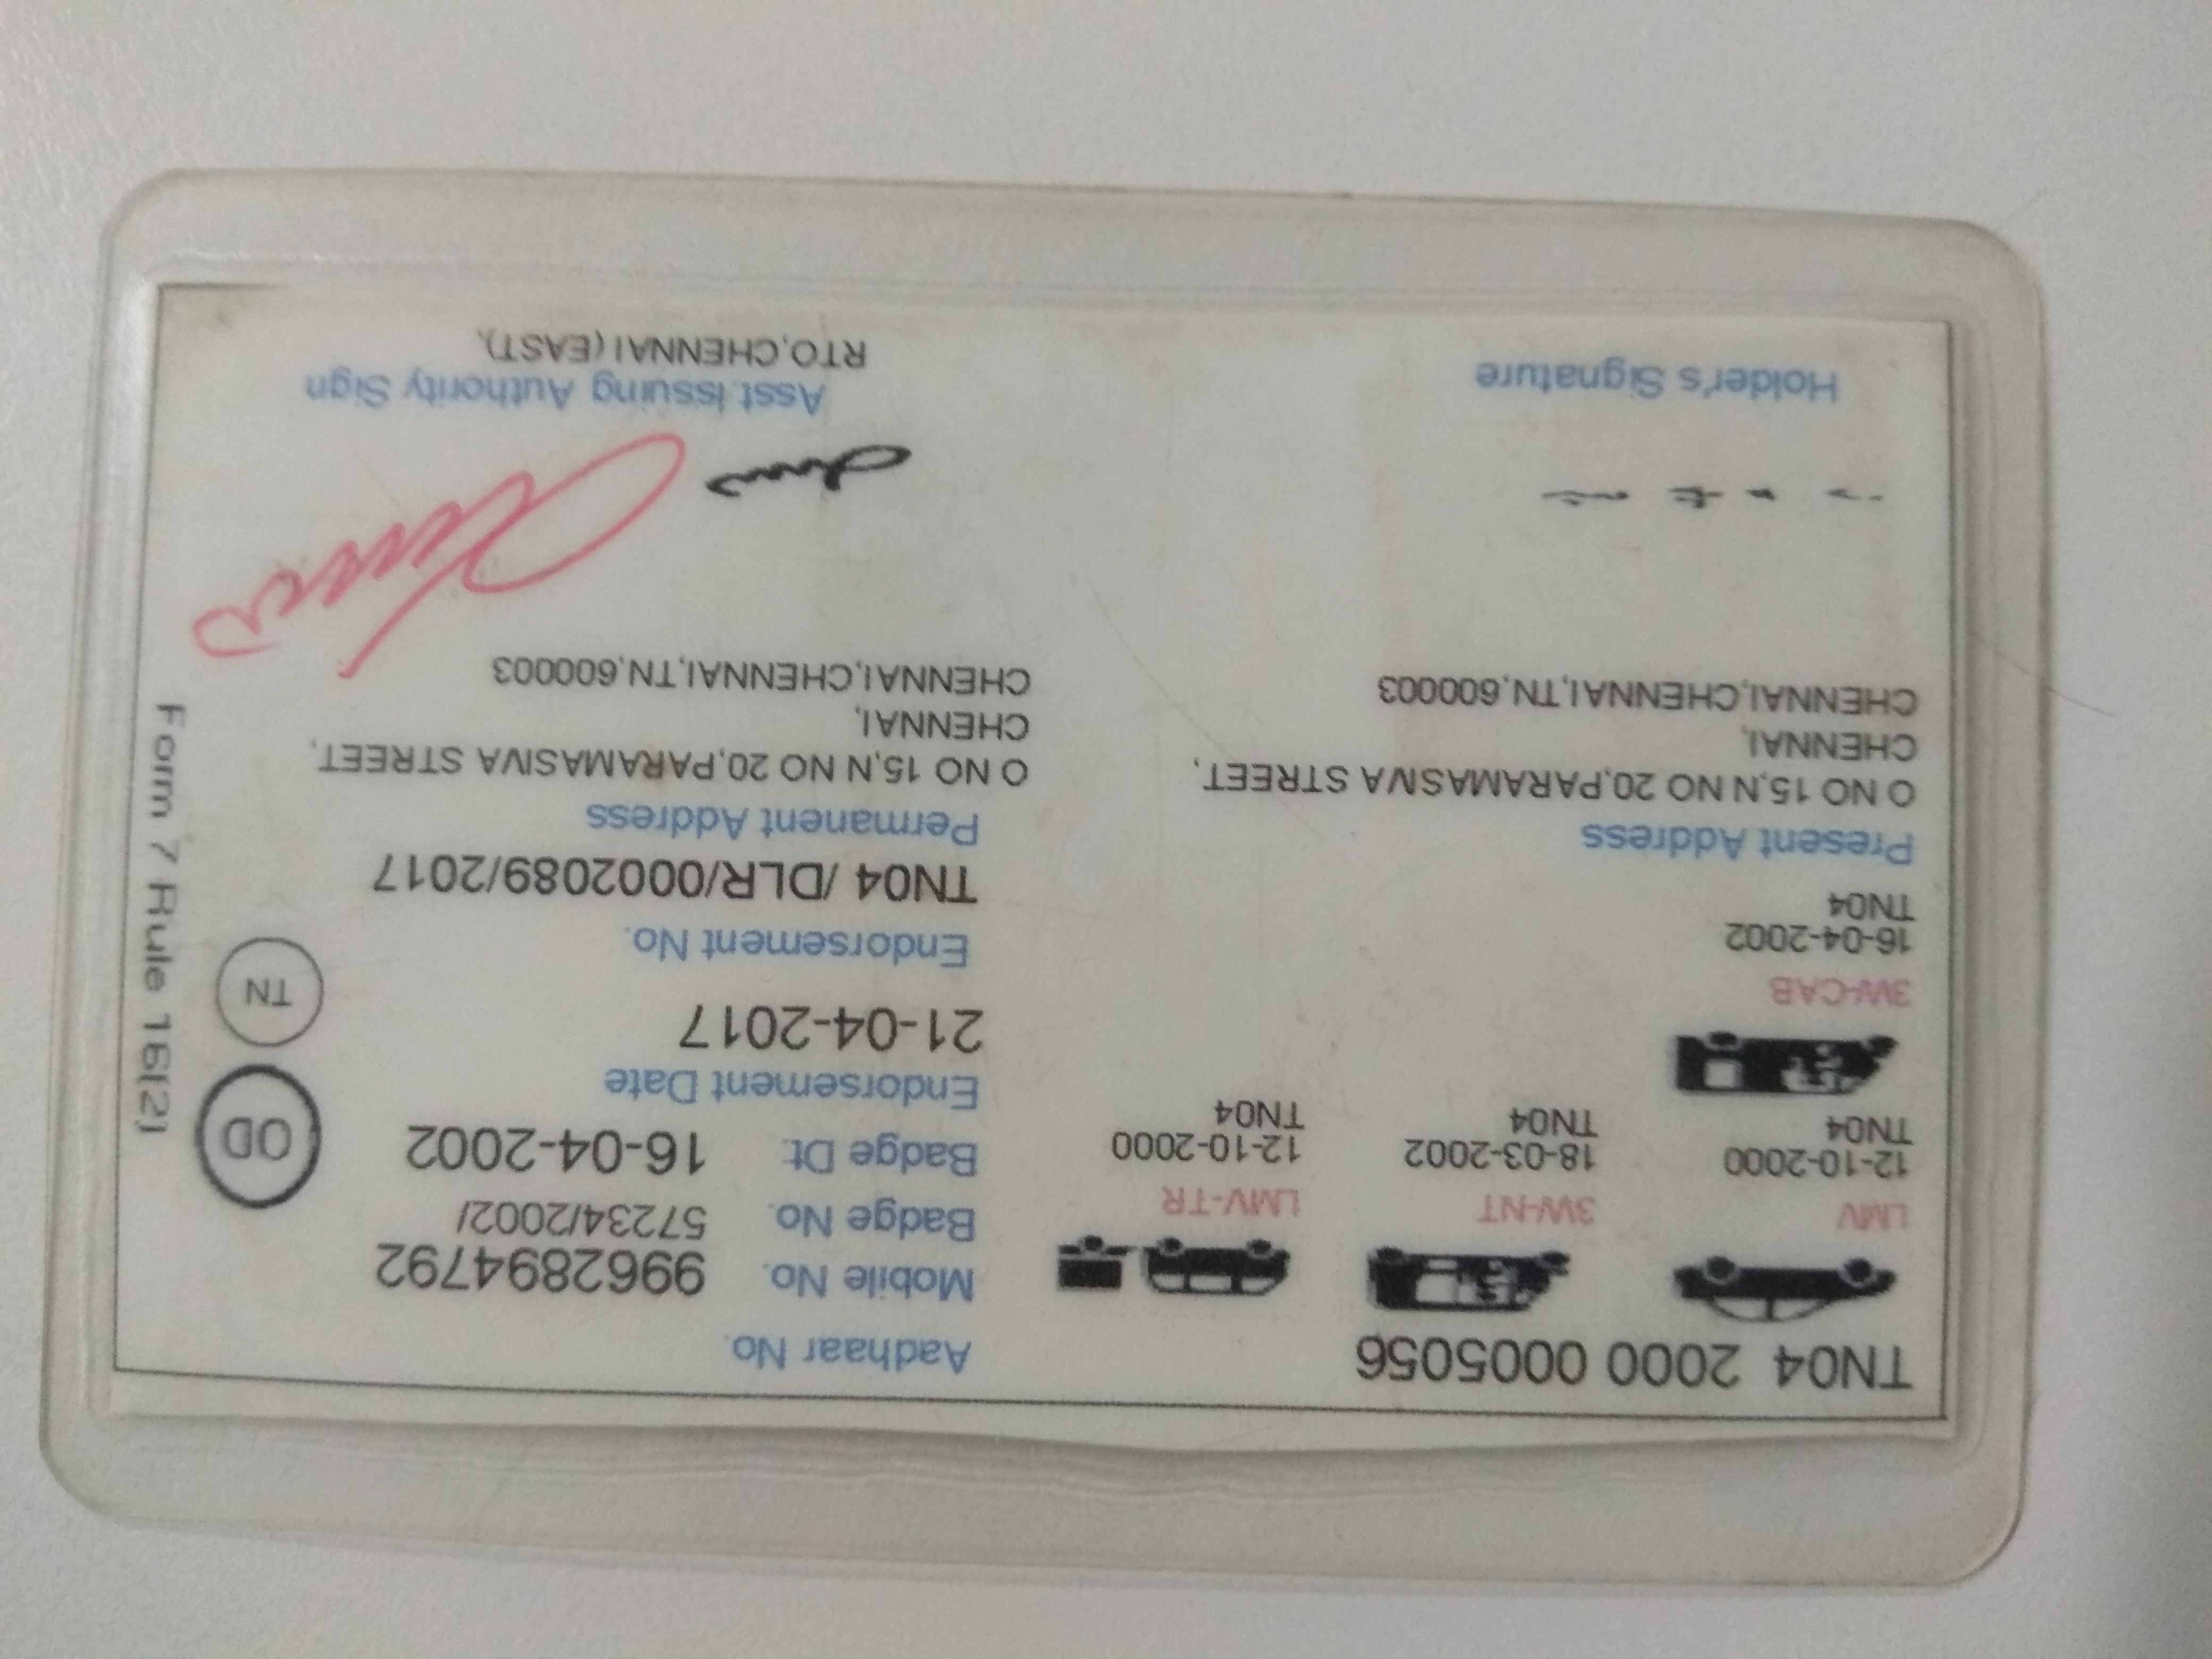 TN04 2000 0005056
LMV
12-10-2000
TN04
3W-NT
18-03-2002
TN04
LMV-TR
12-10-2000
TN04
3W-CAB
16-04-2002
TN04
Present Address
O NO 15,N NO 20,PARAMASIVA STREET,
CHENNAI,
CHENNAI,CHENNAI,TN,600003
Holder's Signature
Aadhaar No.
Mobile No. 9962894792
Badge No. 57234/2002/
Badge Dt. 16-04-2002
Endorsement Date
21-04-2017
Endorsement No.
TN04 /DLR/0002089/2017
Permanent Address
O NO 15,N NO 20,PARAMASIVA STREET,
CHENNAI,
CHENNAI,CHENNAI,TN,600003
Asst.Issuing Authority Sign
RTO,CHENNAI (EAST),
OD
TN
Form 7 Rule 16(2)